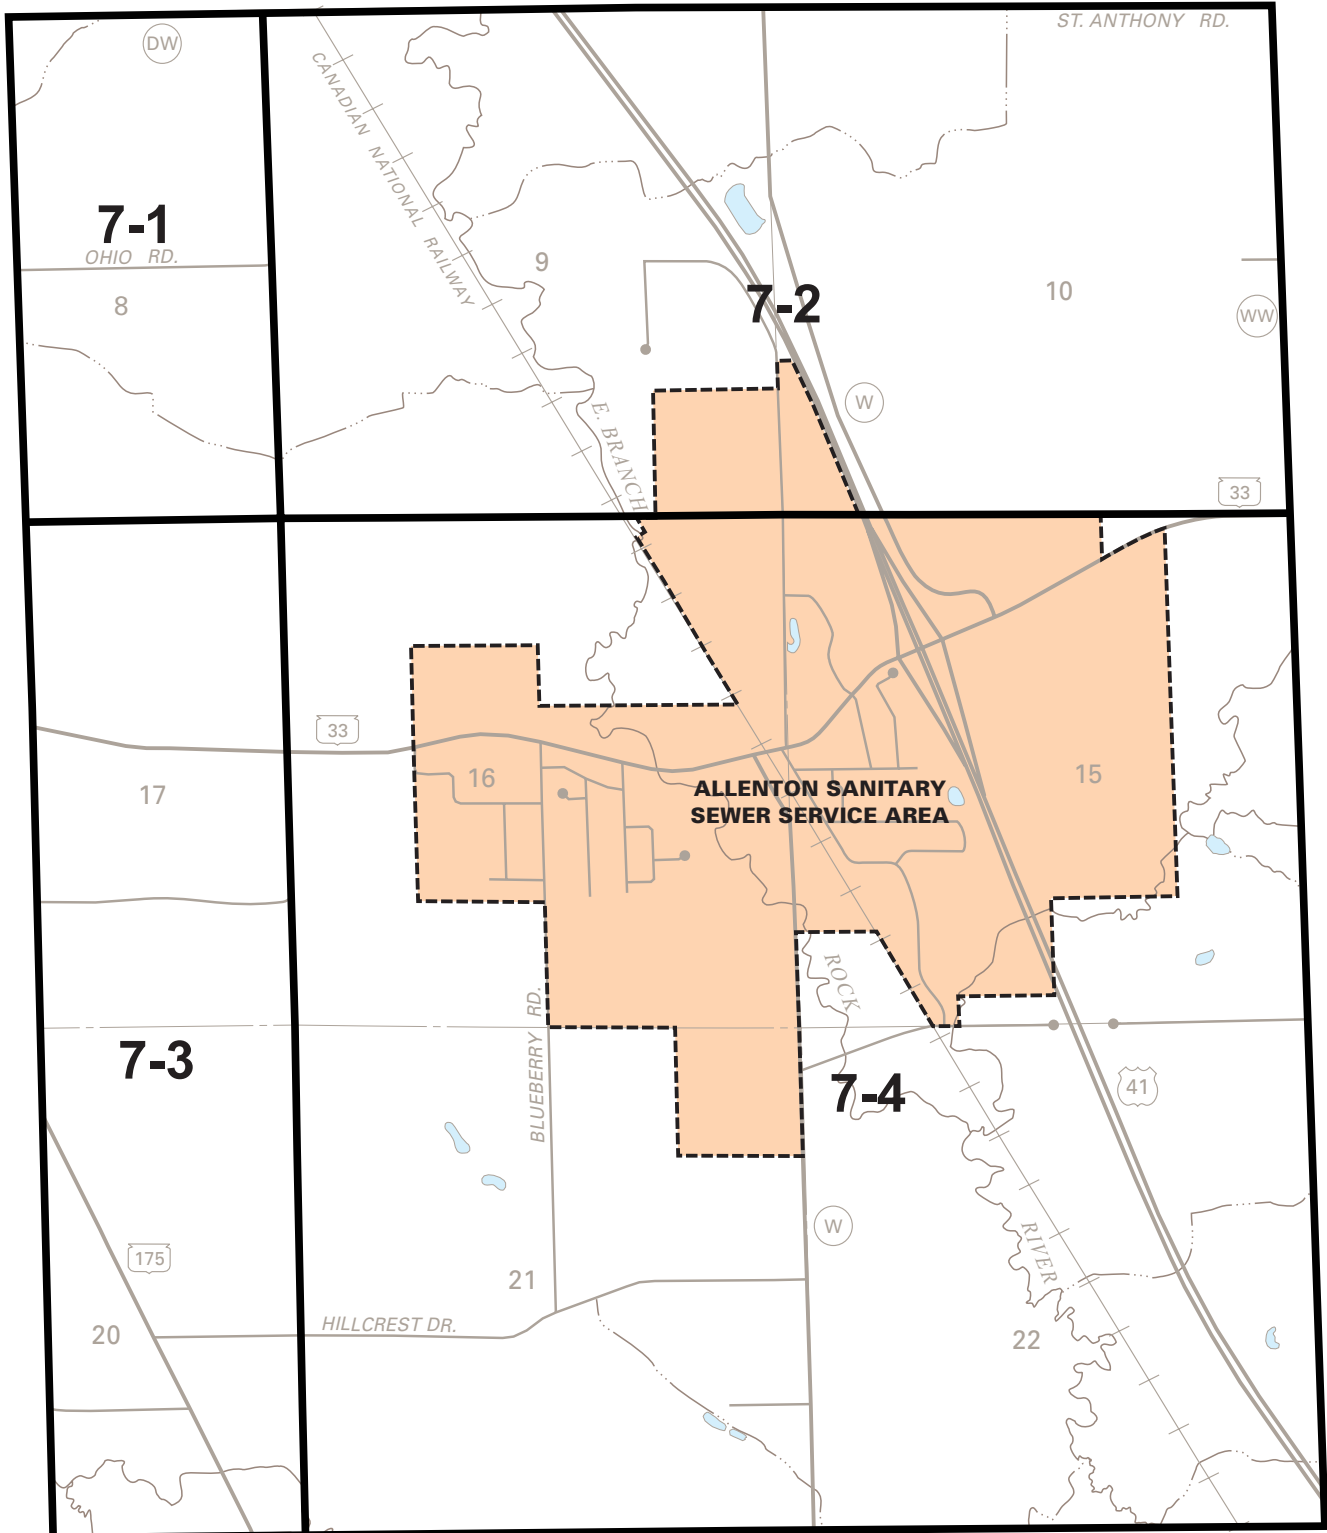 ST. ANTHONY RD.
DW
CANADIAN NATIONAL RAILWAY
7-1
OHIO RD.
8
9
7-2
10
WW
W
E. BRANCH
33
33
17
16
ALLENTON SANITARY
SEWER SERVICE AREA
15
ROCK
BLUEBERRY RD.
7-3
7-4
41
W
175
RIVER
21
HILLCREST DR.
20
22